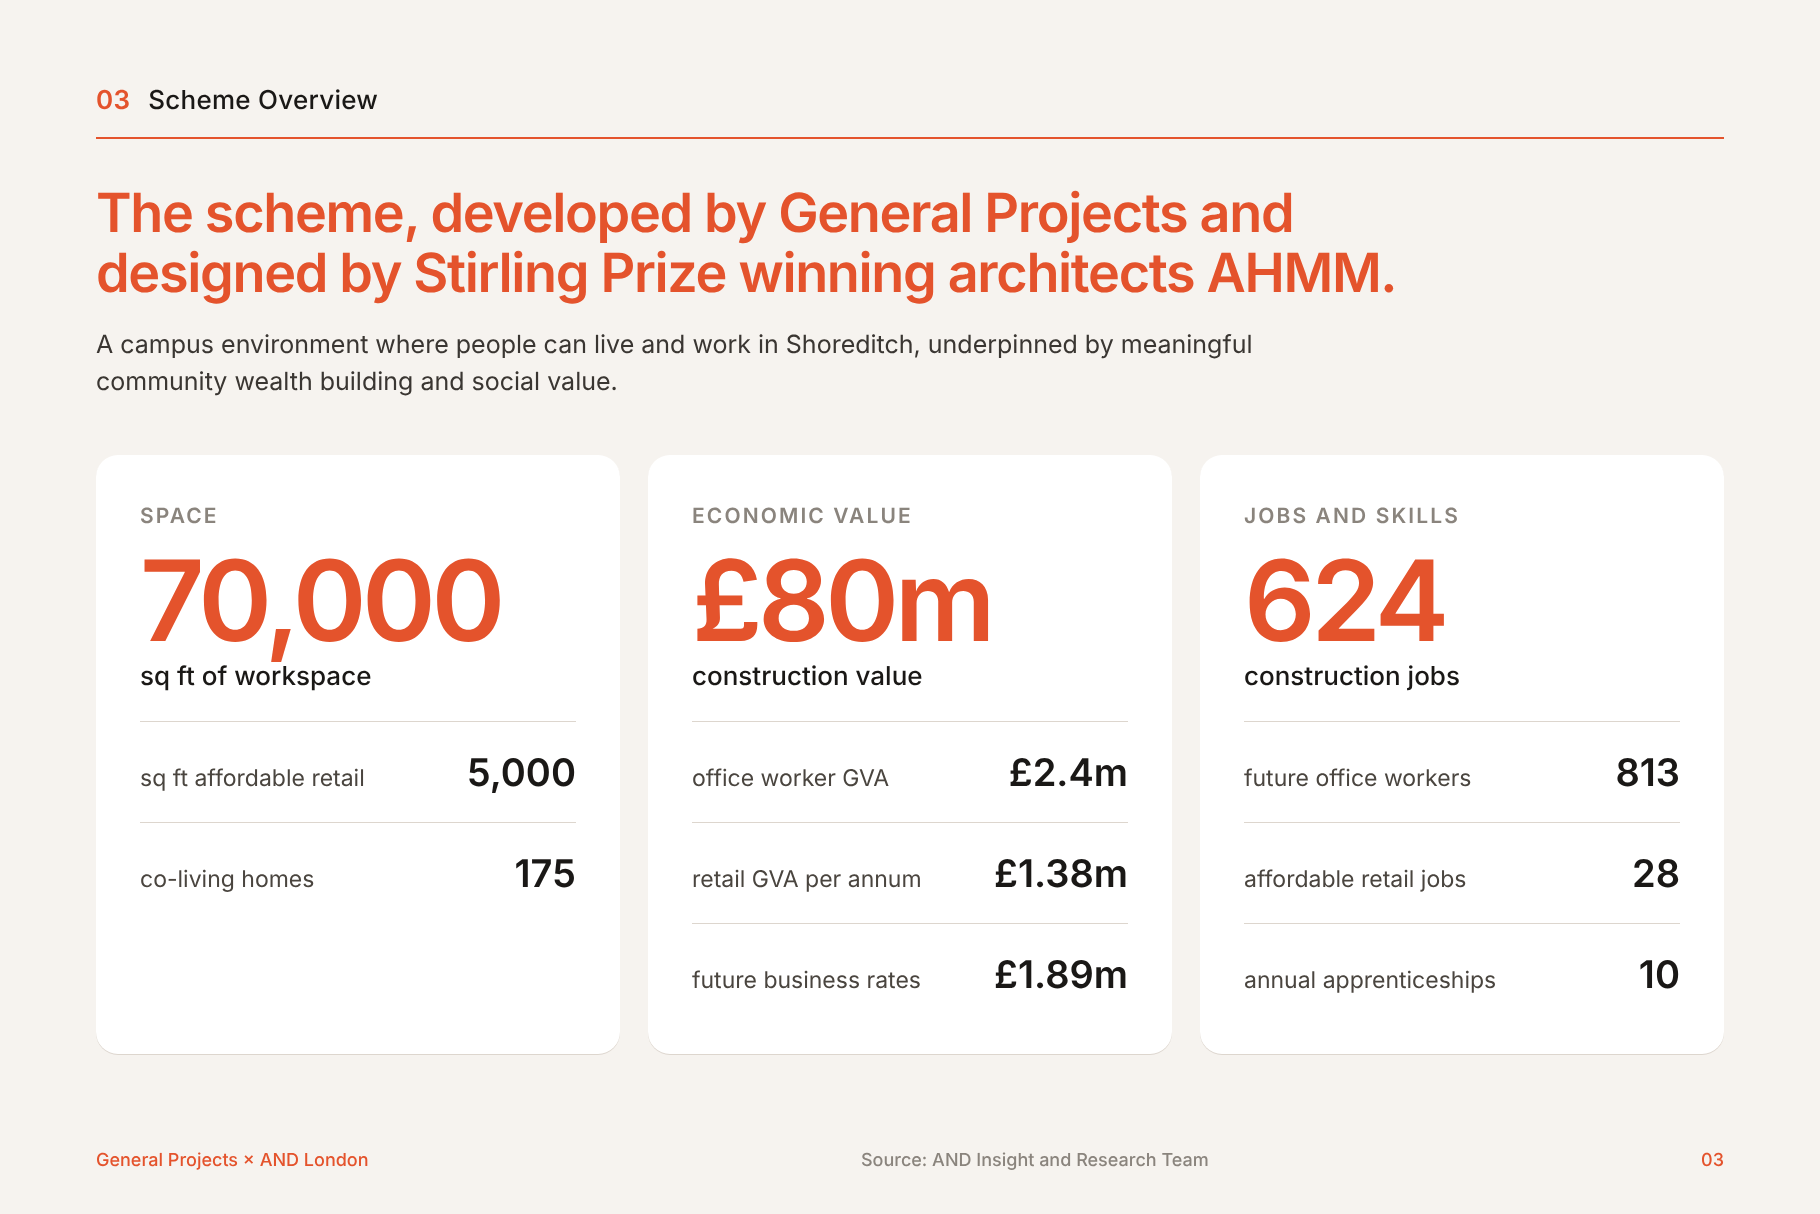 03 Scheme Overview
The scheme, developed by General Projects and
designed by Stirling Prize winning architects AHMM.
A campus environment where people can live and work in Shoreditch, underpinned by meaningful
community wealth building and social value.
SPACE
70,000
sq ft of workspace
sq ft affordable retail 5,000
co-living homes 175
ECONOMIC VALUE
£80m
construction value
office worker GVA £2.4m
retail GVA per annum £1.38m
future business rates £1.89m
JOBS AND SKILLS
624
construction jobs
future office workers 813
affordable retail jobs 28
annual apprenticeships 10
General Projects × AND London
Source: AND Insight and Research Team
03